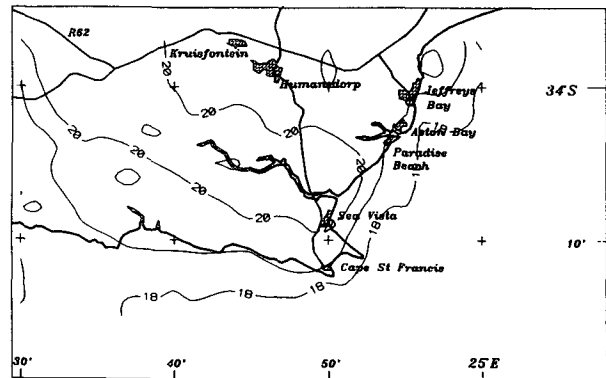 R62
Kruisfontein
Humansdorp
20
Jeffreys
Bay
34°S
18
20
Aston Bay
20
Paradise
Beach
20
20
Sea Vista
18
10'
Cape St Francis
18
18
30'
40'
50'
25°E